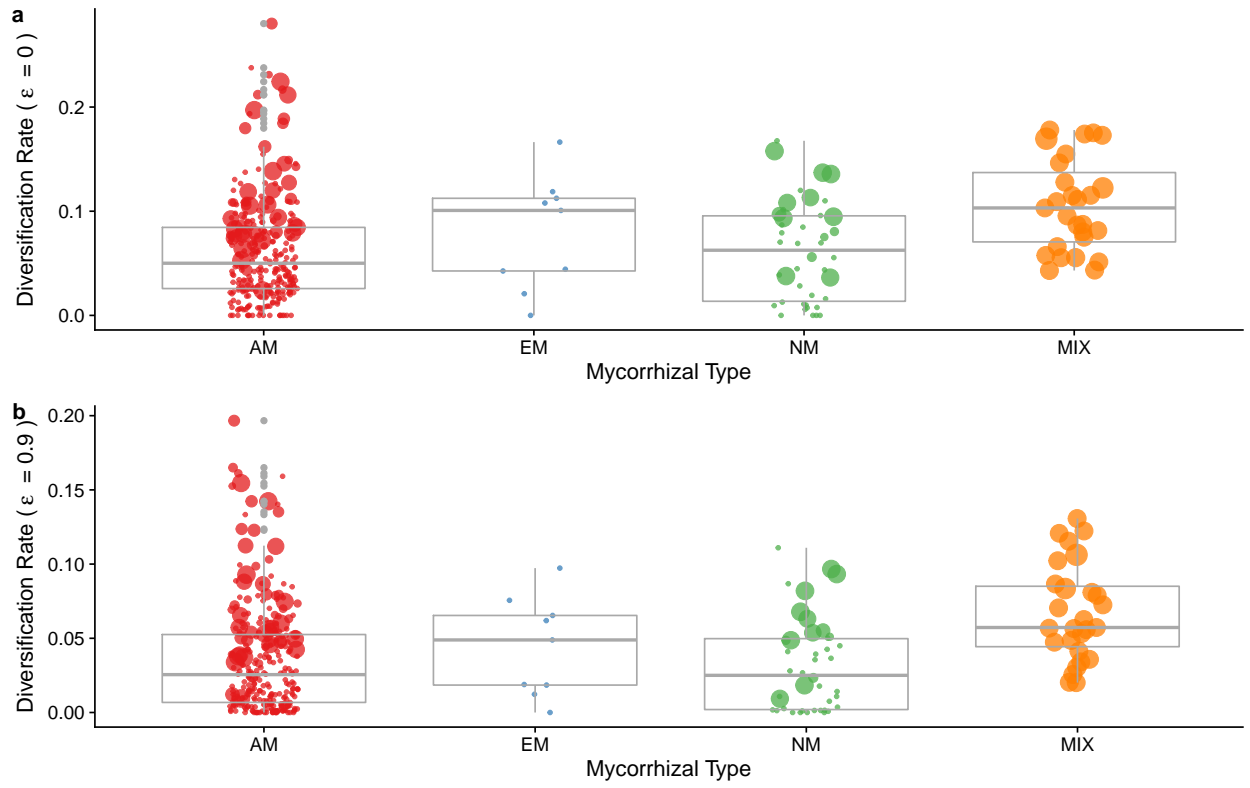 a
Diversification Rate ( ε = 0 )
0.2
0.1
0.0
AM EM NM MIX
Mycorrhizal Type
b
Diversification Rate ( ε = 0.9 )
0.20
0.15
0.10
0.05
0.00
AM EM NM MIX
Mycorrhizal Type